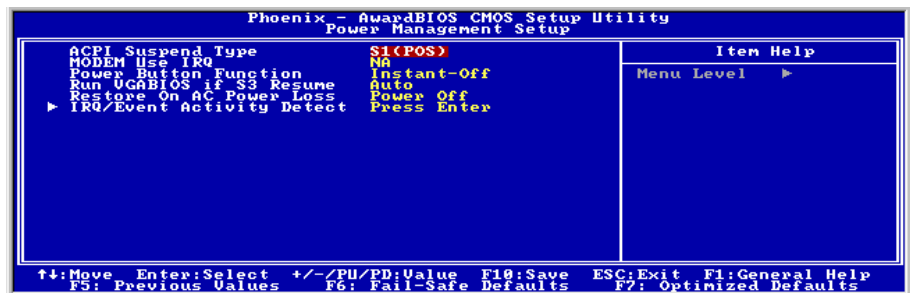 Phoenix - AwardBIOS CMOS Setup Utility
Power Management Setup
ACPI Suspend Type S1(POS) Item Help
MODEM Use IRQ NA
Power Button Function Instant-Off Menu Level ►
Run VGABIOS if S3 Resume Auto
Restore On AC Power Loss Power Off
► IRQ/Event Activity Detect Press Enter
↑↓:Move Enter:Select +/-/PU/PD:Value F10:Save ESC:Exit F1:General Help
F5: Previous Values F6: Fail-Safe Defaults F7: Optimized Defaults